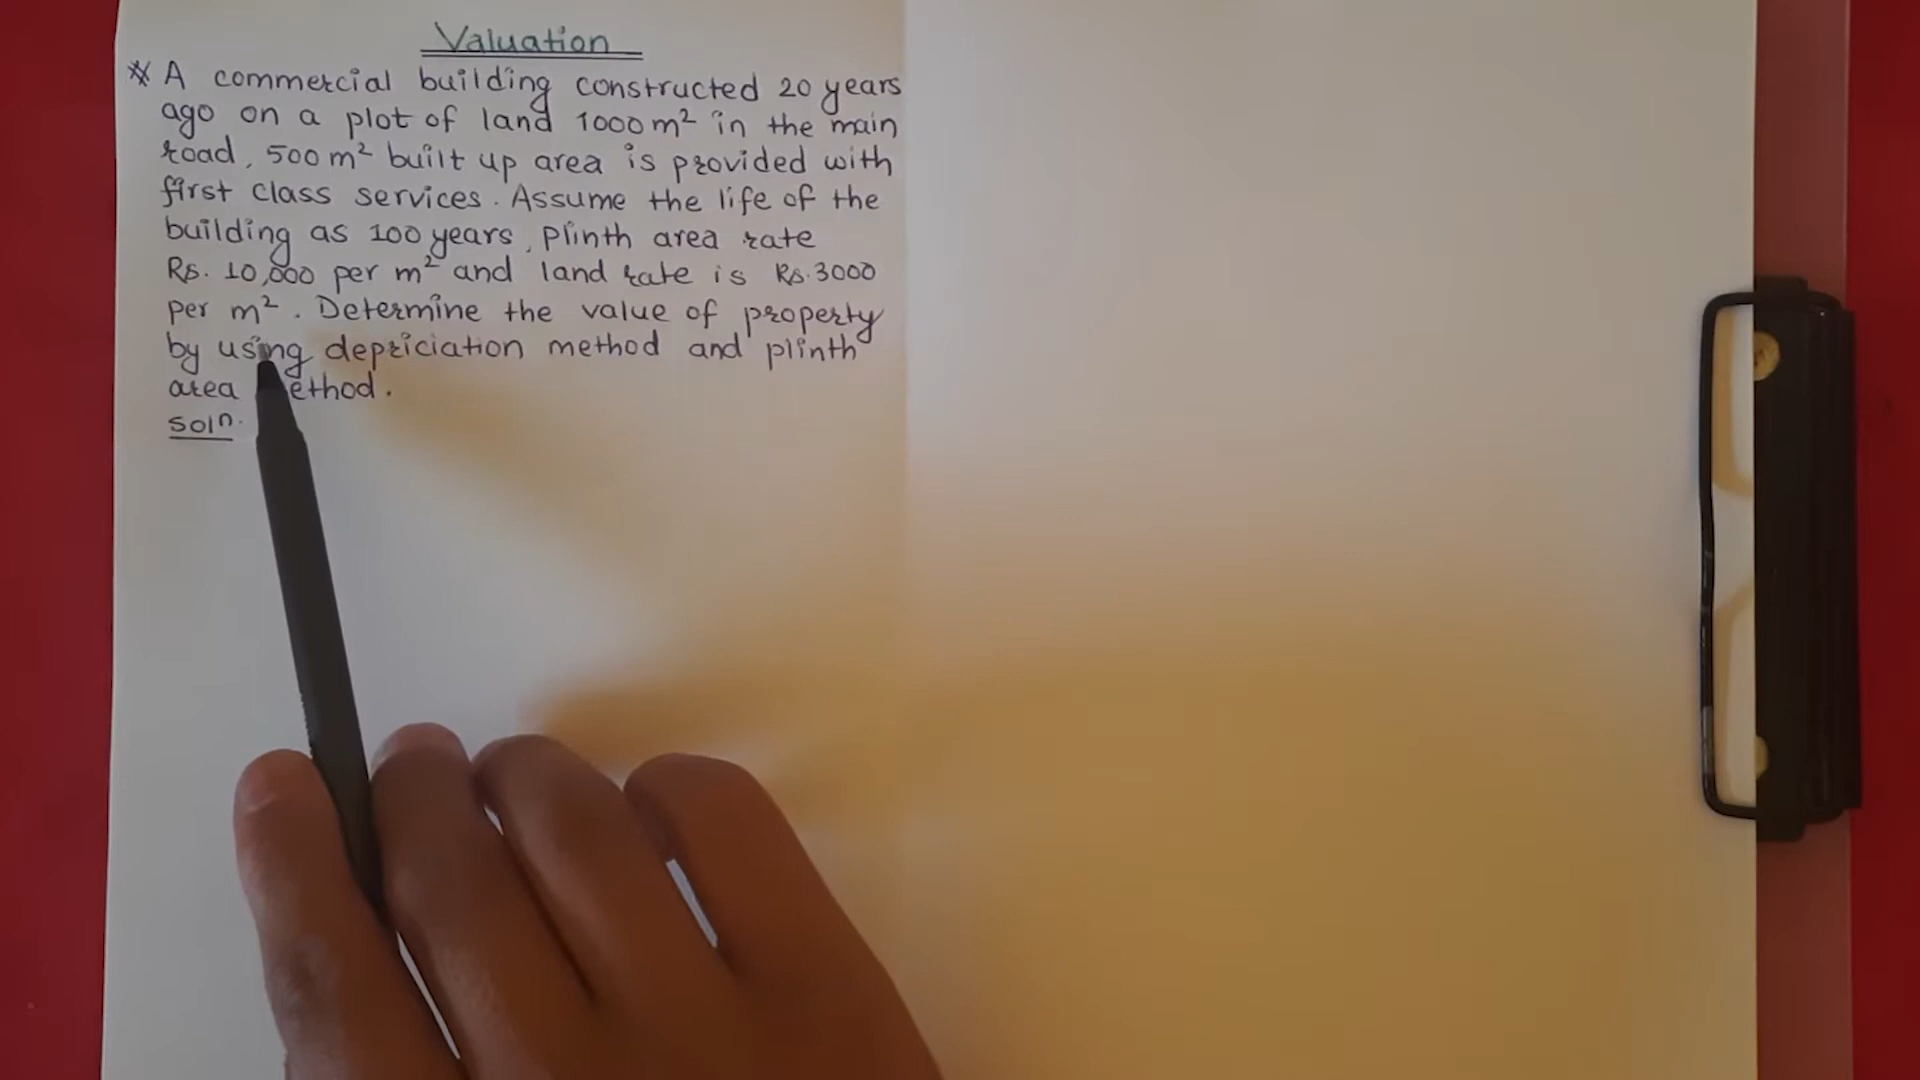 Valuation
* A commercial building constructed 20 years
ago on a plot of land 1000 m² in the main
road, 500 m² built up area is provided with
first class services. Assume the life of the
building as 100 years, plinth area rate
Rs. 10,000 per m² and land rate is Rs. 3000
per m². Determine the value of property
by using depriciation method and plinth
area method.
Solⁿ.